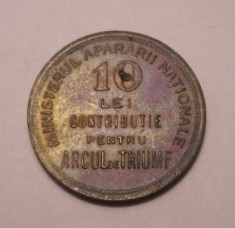 MINISTERUL APARARII NATIONALE
10
LEI
CONTRIBUTIE
PENTRU
ARCUL DE TRIUMF